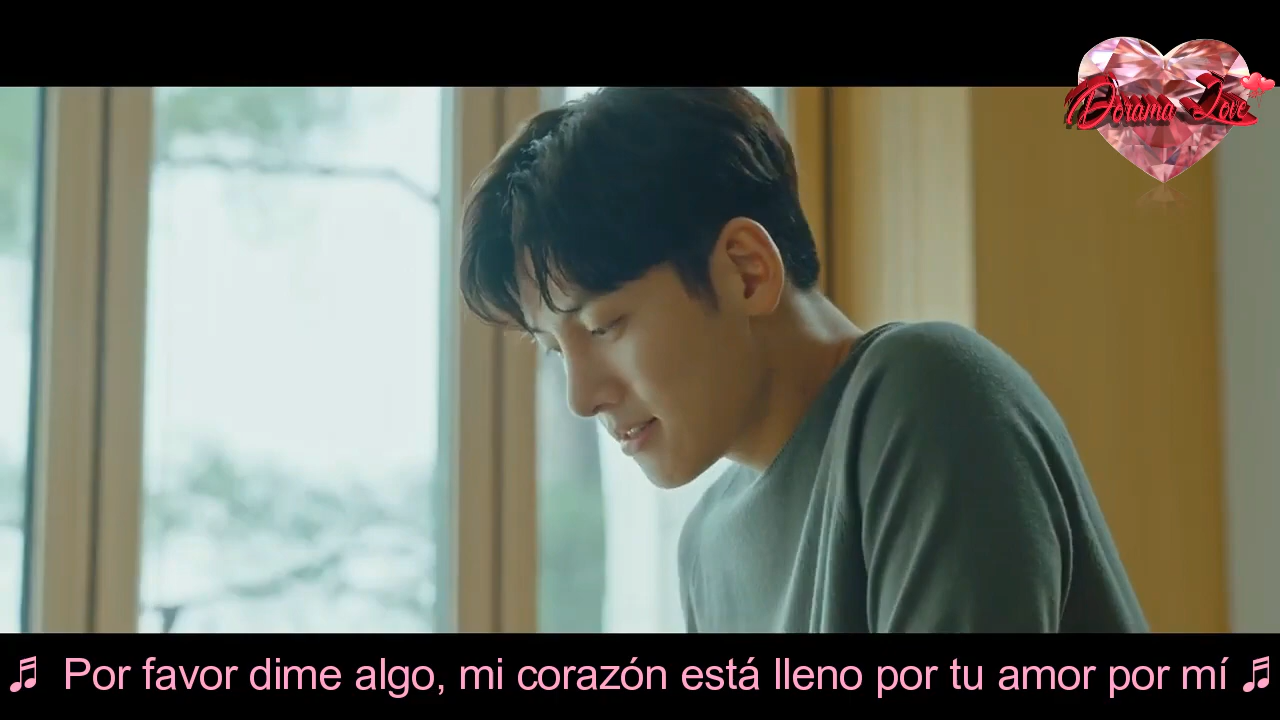 Dorama Love
♬ Por favor dime algo, mi corazón está lleno por tu amor por mí ♬